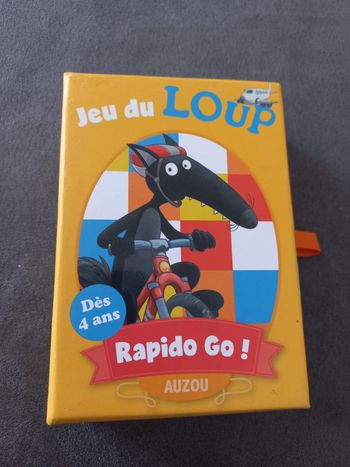 Jeu du LOUP
Dès
4 ans
Rapido Go !
AUZOU